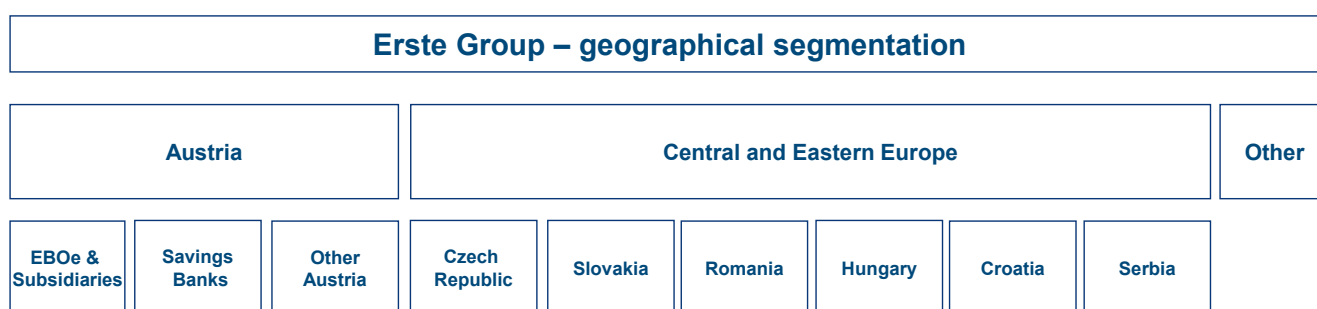 Erste Group – geographical segmentation
Austria
Central and Eastern Europe
Other
EBOe &
Subsidiaries
Savings
Banks
Other
Austria
Czech
Republic
Slovakia
Romania
Hungary
Croatia
Serbia